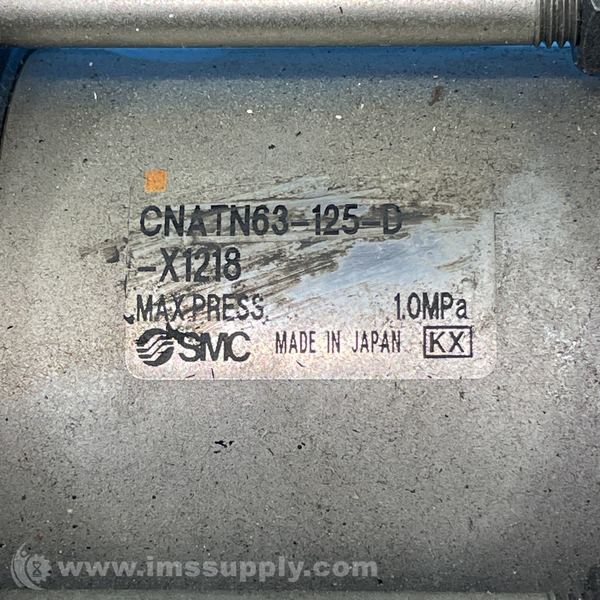 CNATN63-125-D
-X1218
MAX PRESS. 1.0MPa
SMC MADE IN JAPAN KX
© www.imssupply.com